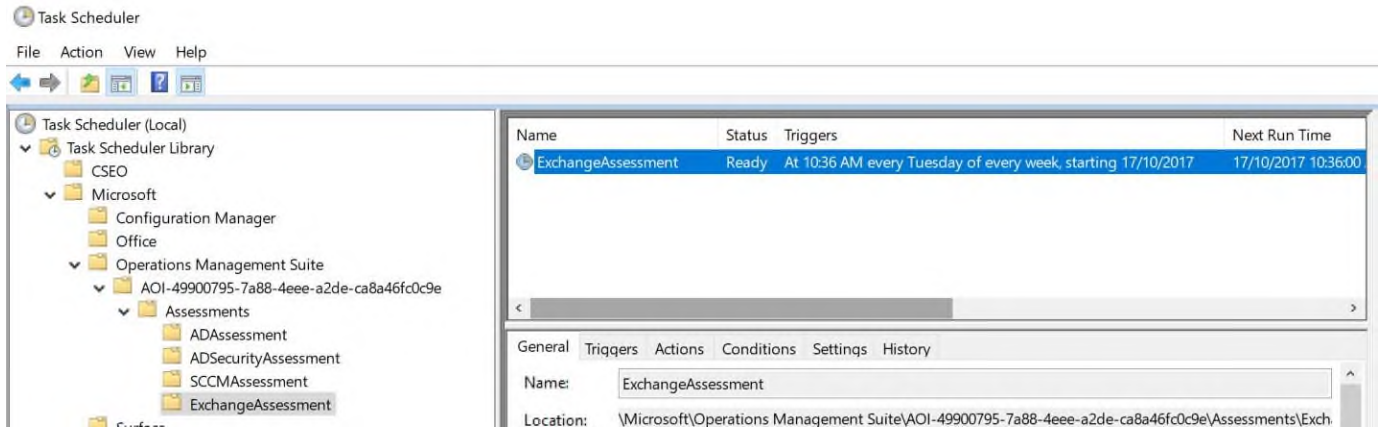 Task Scheduler
File Action View Help
Task Scheduler (Local)
Task Scheduler Library
CSEO
Microsoft
Configuration Manager
Office
Operations Management Suite
AOI-49900795-7a88-4eee-a2de-ca8a46fc0c9e
Assessments
ADAssessment
ADSecurityAssessment
SCCMAssessment
ExchangeAssessment
Surface
Name Status Triggers Next Run Time
ExchangeAssessment Ready At 10:36 AM every Tuesday of every week, starting 17/10/2017 17/10/2017 10:36:00
General Triggers Actions Conditions Settings History
Name: ExchangeAssessment
Location: \Microsoft\Operations Management Suite\AOI-49900795-7a88-4eee-a2de-ca8a46fc0c9e\Assessments\Exch